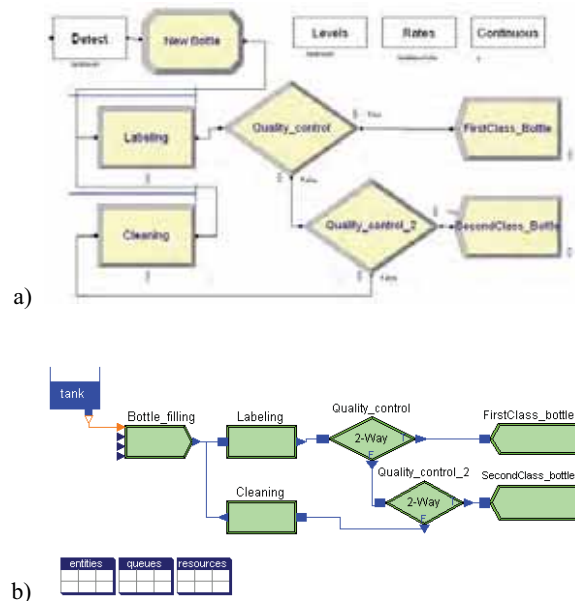 Detect
New Bottle
Levels
Rates
Continuous
Labeling
Quality_control
True
FirstClass_Bottle
False
Cleaning
Quality_control_2
SecondClass_Bottle
False
a)
tank
Bottle_filling
Labeling
Quality_control
2-Way
T
F
FirstClass_bottle
Cleaning
Quality_control_2
2-Way
F
SecondClass_bottle
entities
queues
resources
b)